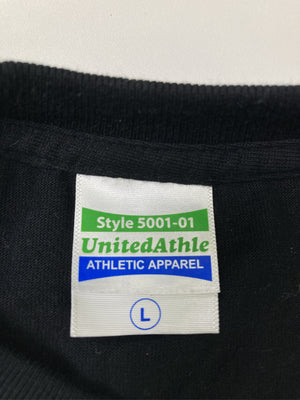 Style 5001-01
UnitedAthle
ATHLETIC APPAREL
L